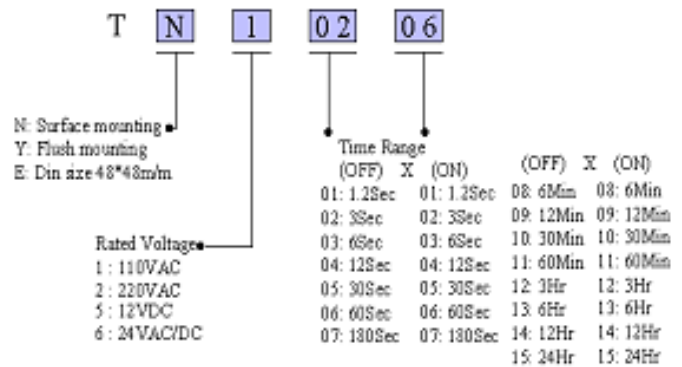 T N 1 02 06
N: Surface mounting
Y: Flush mounting
E: Din size 48*48m/m
Rated Voltage
1 : 110VAC
2 : 220VAC
5 : 12VDC
6 : 24VAC/DC
Time Range
(OFF) X (ON)
01: 1.2Sec 01: 1.2Sec
02: 3Sec 02: 3Sec
03: 6Sec 03: 6Sec
04: 12Sec 04: 12Sec
05: 30Sec 05: 30Sec
06: 60Sec 06: 60Sec
07: 180Sec 07: 180Sec
(OFF) X (ON)
08: 6Min 08: 6Min
09: 12Min 09: 12Min
10: 30Min 10: 30Min
11: 60Min 11: 60Min
12: 3Hr 12: 3Hr
13: 6Hr 13: 6Hr
14: 12Hr 14: 12Hr
15: 24Hr 15: 24Hr